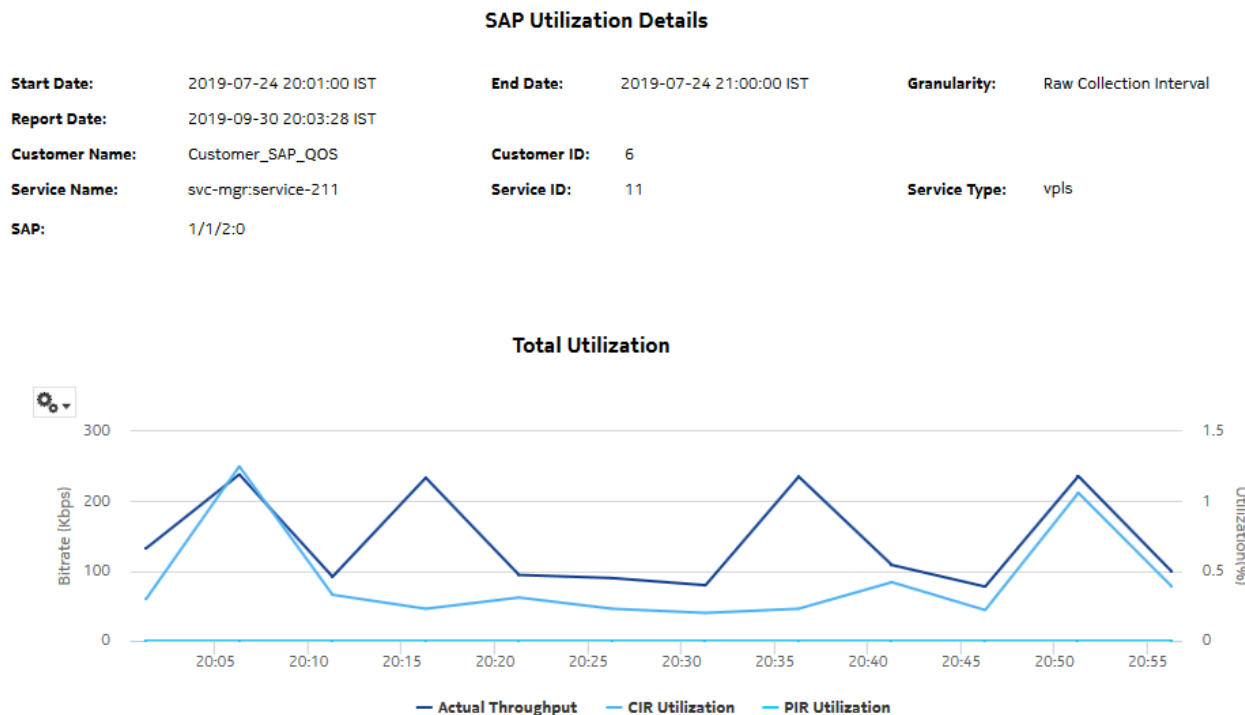 SAP Utilization Details
Start Date: 2019-07-24 20:01:00 IST End Date: 2019-07-24 21:00:00 IST Granularity: Raw Collection Interval
Report Date: 2019-09-30 20:03:28 IST
Customer Name: Customer_SAP_QOS Customer ID: 6
Service Name: svc-mgr:service-211 Service ID: 11 Service Type: vpls
SAP: 1/1/2:0
Total Utilization
300 1.5
200 1
100 0.5
0 0
Bitrate (Kbps)
Utilization(%)
20:05 20:10 20:15 20:20 20:25 20:30 20:35 20:40 20:45 20:50 20:55
Actual Throughput CIR Utilization PIR Utilization